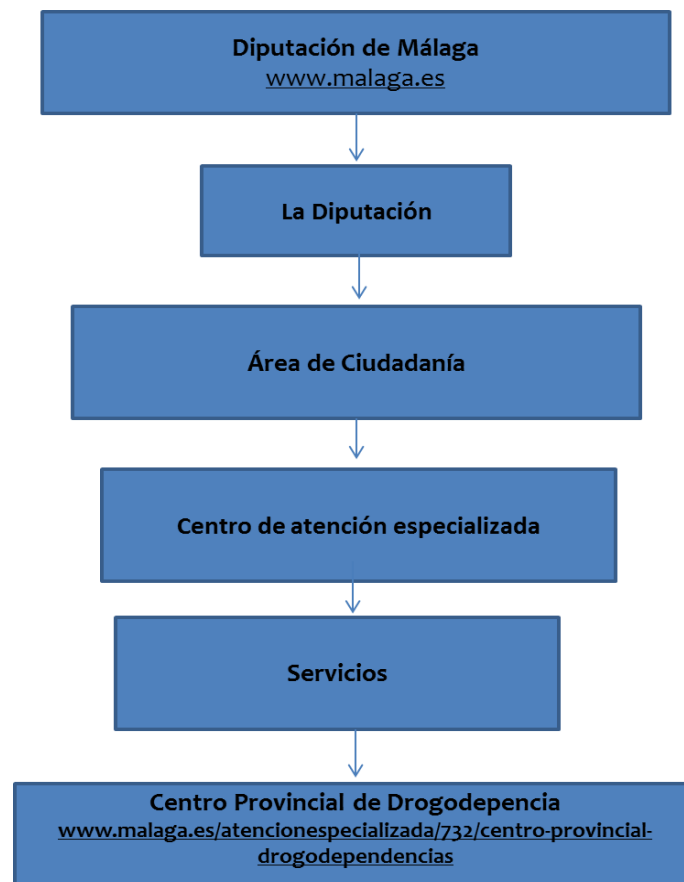 Diputación de Málaga
www.malaga.es
La Diputación
Área de Ciudadanía
Centro de atención especializada
Servicios
Centro Provincial de Drogodepencia
www.malaga.es/atencionespecializada/732/centro-provincial-
drogodependencias